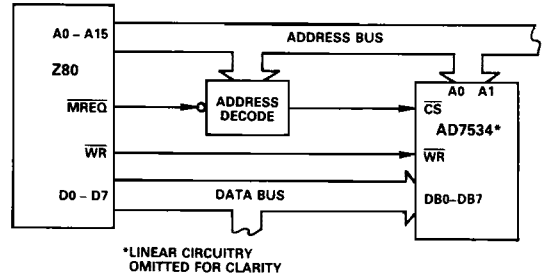 A0 – A15
ADDRESS BUS
Z80
A0 A1
MREQ
ADDRESS
DECODE
CS
AD7534*
WR
WR
D0 – D7
DATA BUS
DB0–DB7
*LINEAR CIRCUITRY
OMITTED FOR CLARITY